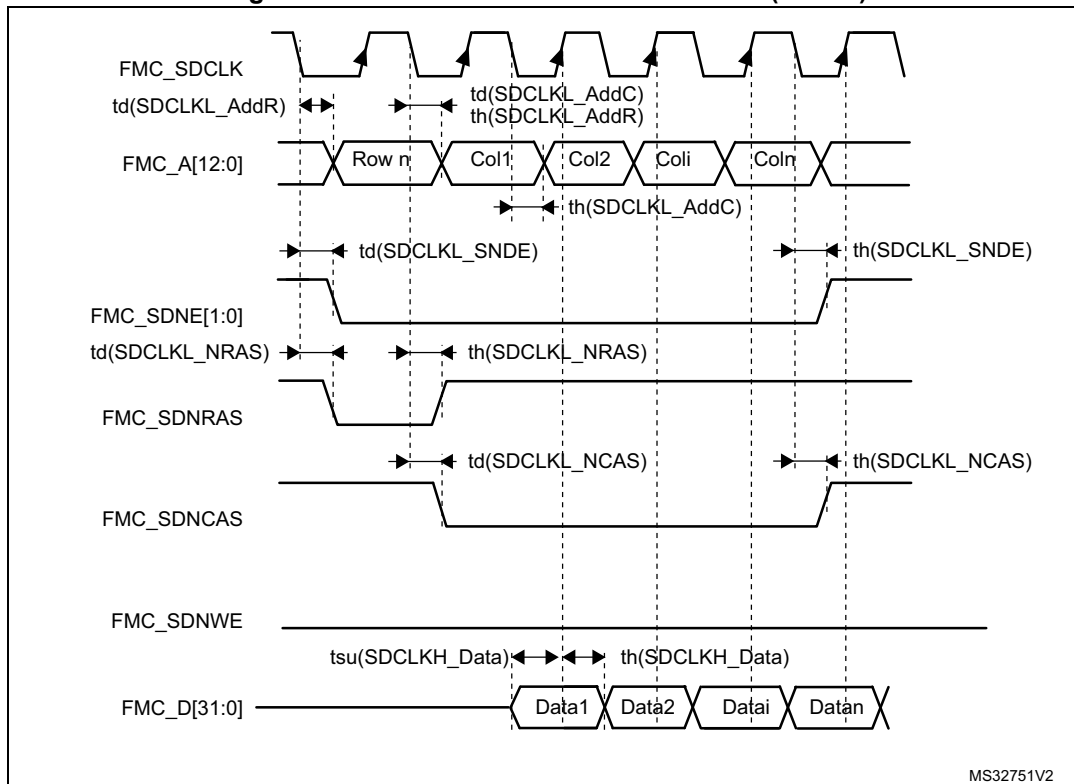 FMC_SDCLK
td(SDCLKL_AddR)
td(SDCLKL_AddC)
th(SDCLKL_AddR)
FMC_A[12:0]
Row n
Col1
Col2
Coli
Coln
th(SDCLKL_AddC)
td(SDCLKL_SNDE)
th(SDCLKL_SNDE)
FMC_SDNE[1:0]
td(SDCLKL_NRAS)
th(SDCLKL_NRAS)
FMC_SDNRAS
td(SDCLKL_NCAS)
th(SDCLKL_NCAS)
FMC_SDNCAS
FMC_SDNWE
tsu(SDCLKH_Data)
th(SDCLKH_Data)
FMC_D[31:0]
Data1
Data2
Datai
Datan
MS32751V2